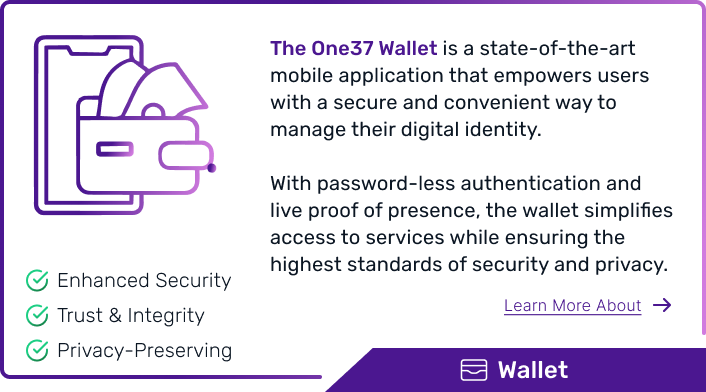 The One37 Wallet is a state-of-the-art
mobile application that empowers users
with a secure and convenient way to
manage their digital identity.
With password-less authentication and
live proof of presence, the wallet simplifies
access to services while ensuring the
highest standards of security and privacy.
Enhanced Security
Trust & Integrity
Privacy-Preserving
Learn More About
Wallet